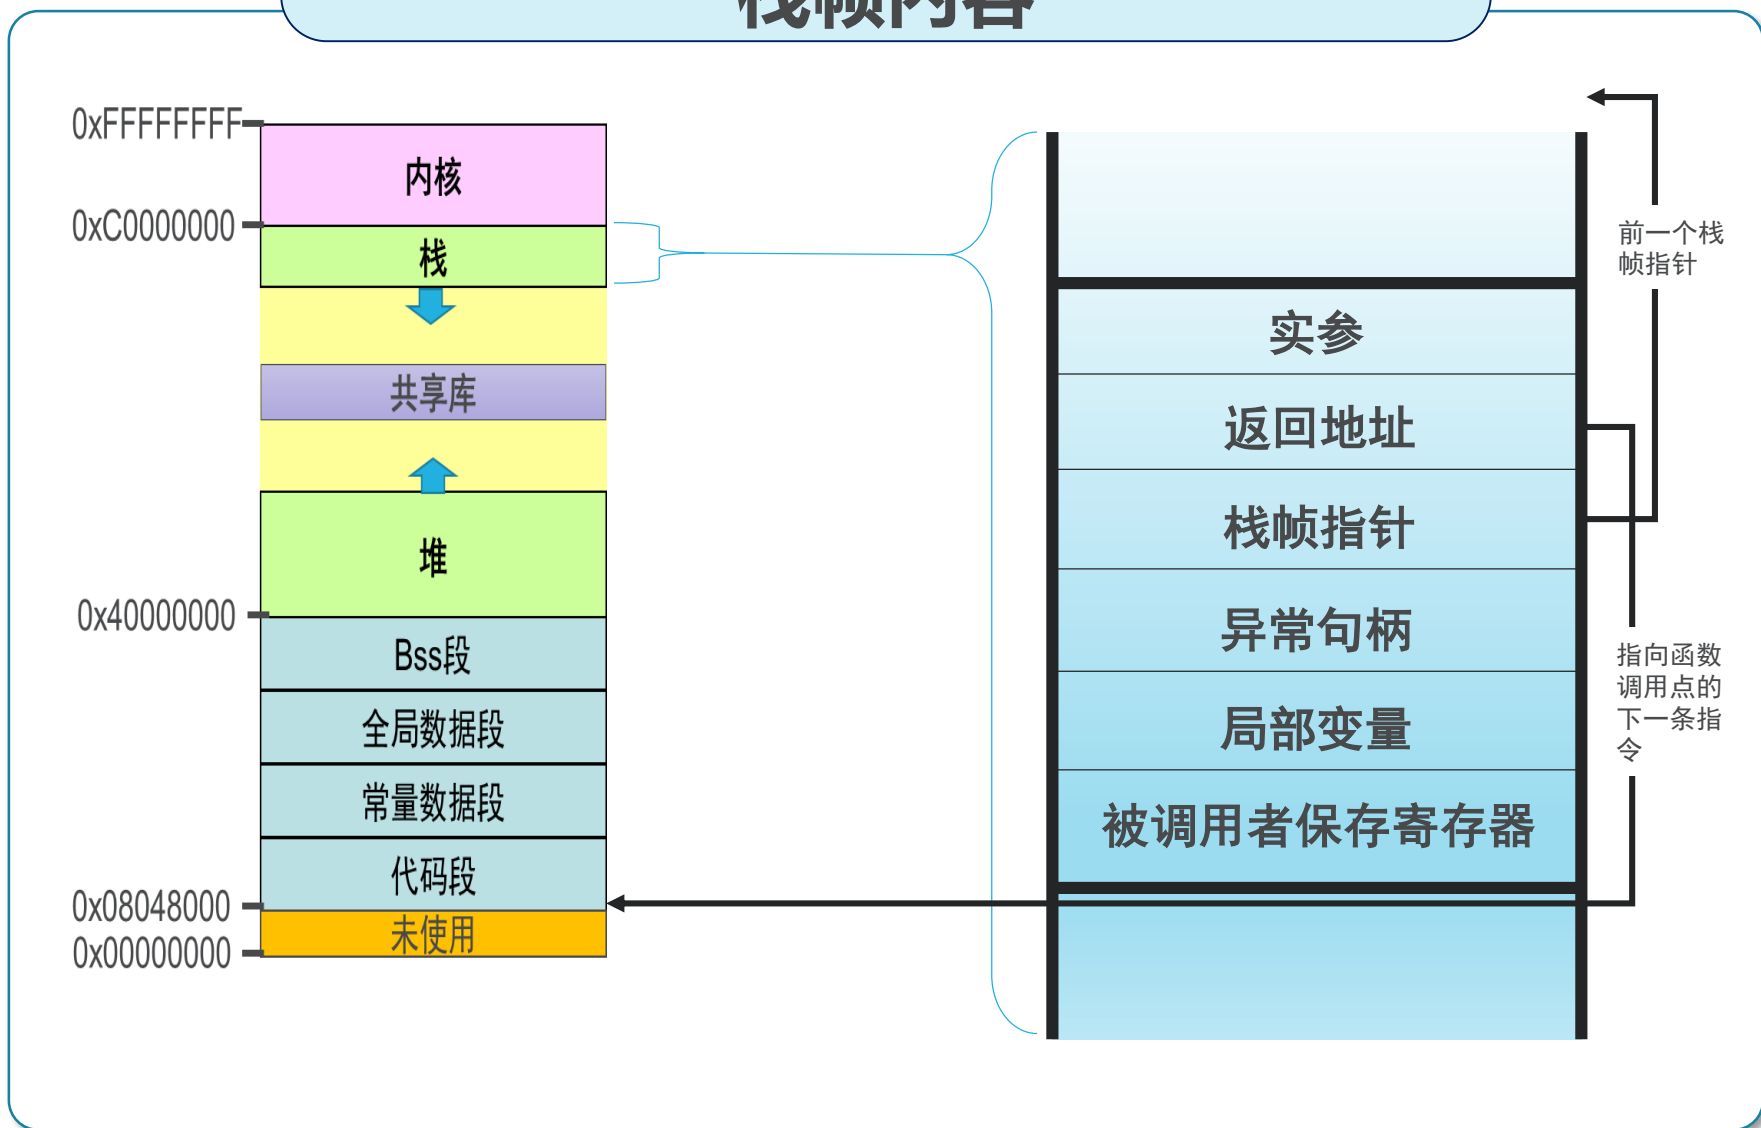 栈帧内容
0xFFFFFFFF
内核
0xC0000000
栈
共享库
堆
0x40000000
Bss段
全局数据段
常量数据段
代码段
0x08048000
未使用
0x00000000
实参
返回地址
栈帧指针
异常句柄
局部变量
被调用者保存寄存器
前一个栈
帧指针
指向函数
调用点的
下一条指
令